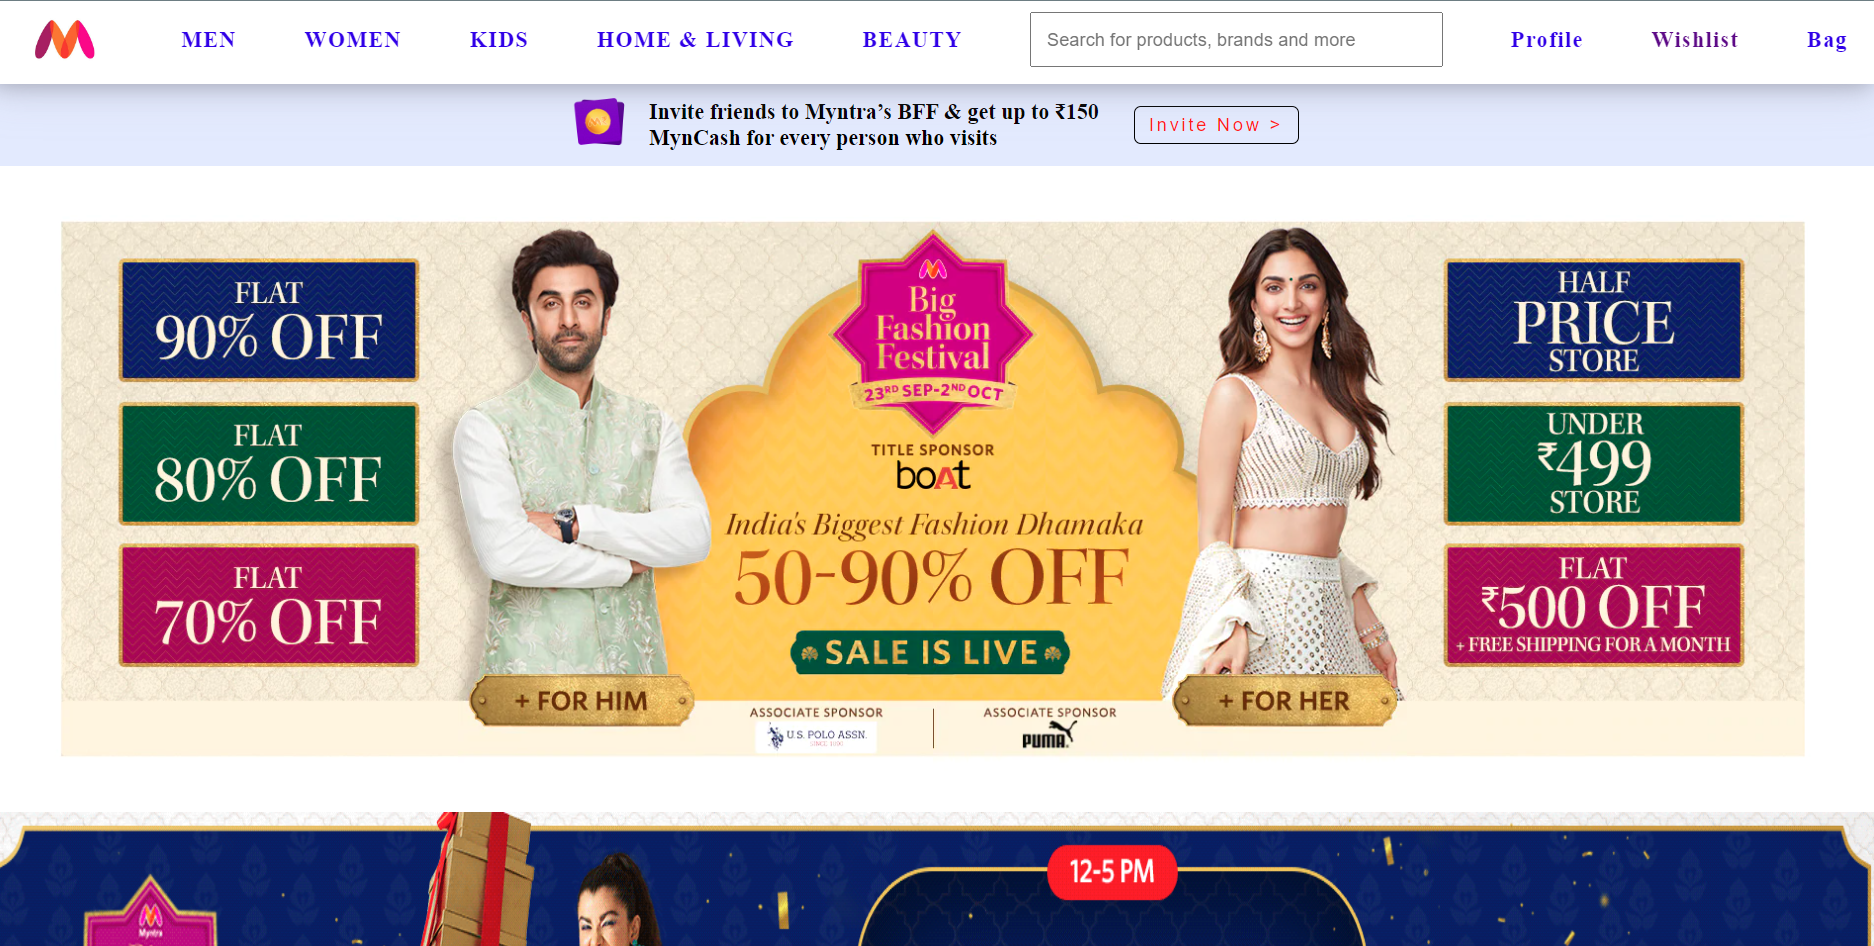 MEN
WOMEN
KIDS
HOME & LIVING
BEAUTY
Search for products, brands and more
Profile
Wishlist
Bag
Invite friends to Myntra’s BFF & get up to ₹150
MynCash for every person who visits
Invite Now >
FLAT
90% OFF
FLAT
80% OFF
FLAT
70% OFF
+ FOR HIM
Big
Fashion
Festival
23RD SEP-2ND OCT
TITLE SPONSOR
boAt
India's Biggest Fashion Dhamaka
50-90% OFF
SALE IS LIVE
ASSOCIATE SPONSOR
U.S. POLO ASSN.
SINCE 1890
ASSOCIATE SPONSOR
PUMA
+ FOR HER
HALF
PRICE
STORE
UNDER
₹499
STORE
FLAT
₹500 OFF
+ FREE SHIPPING FOR A MONTH
Myntra
12-5 PM